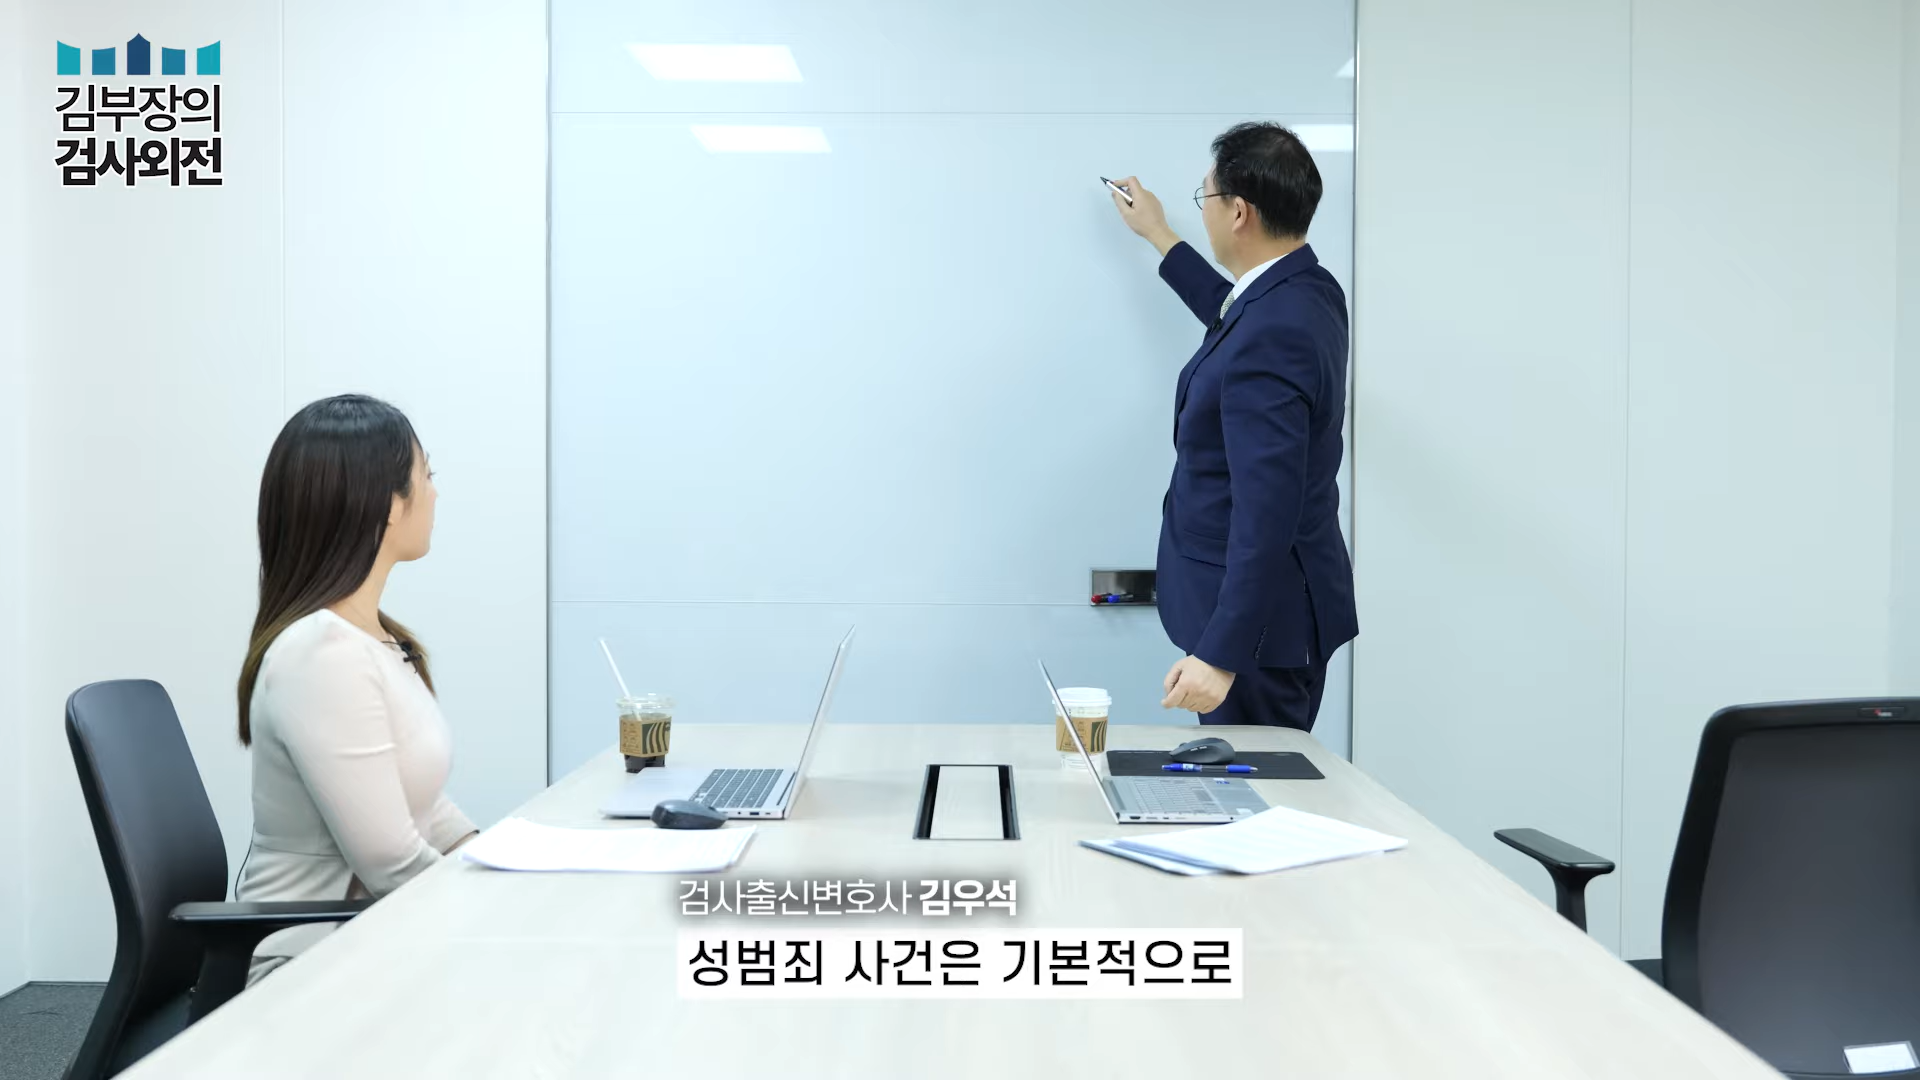 김부장의
검사외전
검사출신변호사 김우석
성범죄 사건은 기본적으로